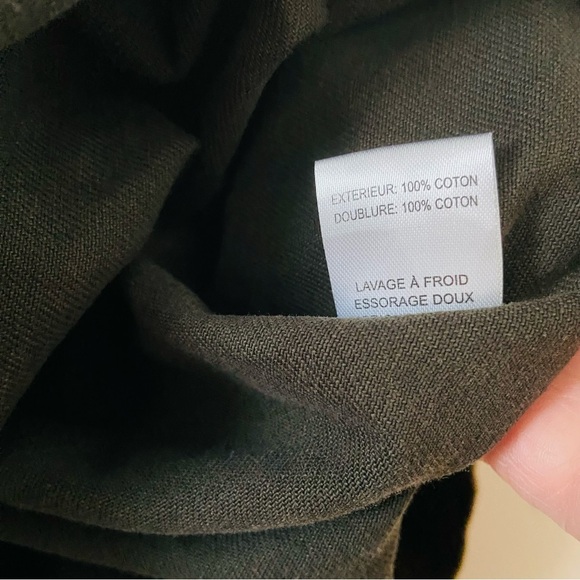 EXTERIEUR: 100% COTON
DOUBLURE: 100% COTON
LAVAGE À FROID
ESSORAGE DOUX